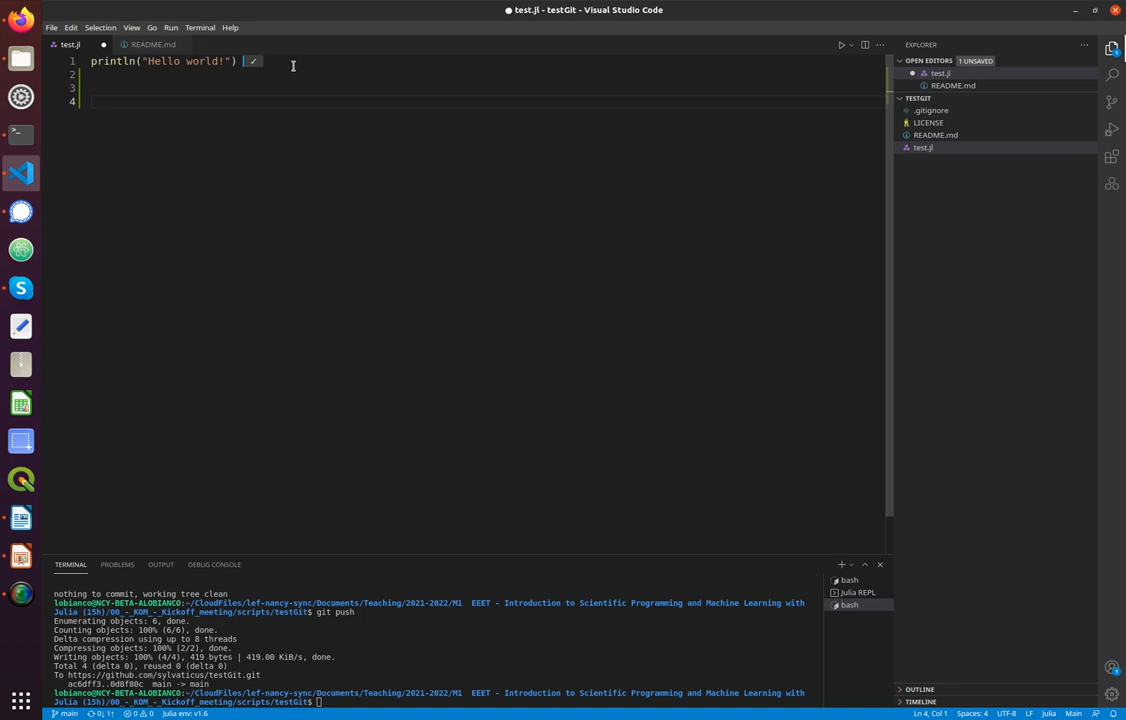 ● test.jl - testGit - Visual Studio Code
File Edit Selection View Go Run Terminal Help
test.jl ● README.md
1 println("Hello world!") ✓
2
3
4
EXPLORER
OPEN EDITORS 1 UNSAVED
test.jl
README.md
TESTGIT
.gitignore
LICENSE
README.md
test.jl
OUTLINE
TIMELINE
TERMINAL PROBLEMS OUTPUT DEBUG CONSOLE
bash
Julia REPL
bash
nothing to commit, working tree clean
lobianco@NCY-BETA-ALOBIANCO:~/CloudFiles/lef-nancy-sync/Documents/Teaching/2021-2022/M1 EEET - Introduction to Scientific Programming and Machine Learning with
Julia (15h)/00_-_KOM_-_Kickoff_meeting/scripts/testGit$ git push
Enumerating objects: 6, done.
Counting objects: 100% (6/6), done.
Delta compression using up to 8 threads
Compressing objects: 100% (2/2), done.
Writing objects: 100% (4/4), 419 bytes | 419.00 KiB/s, done.
Total 4 (delta 0), reused 0 (delta 0)
To https://github.com/sylvaticus/testGit.git
ac6dff3..0d8f80c main -> main
lobianco@NCY-BETA-ALOBIANCO:~/CloudFiles/lef-nancy-sync/Documents/Teaching/2021-2022/M1 EEET - Introduction to Scientific Programming and Machine Learning with
Julia (15h)/00_-_KOM_-_Kickoff_meeting/scripts/testGit$
main 0↓ 1↑ 0 0 Julia env: v1.6 Ln 4, Col 1 Spaces: 4 UTF-8 LF Julia Main